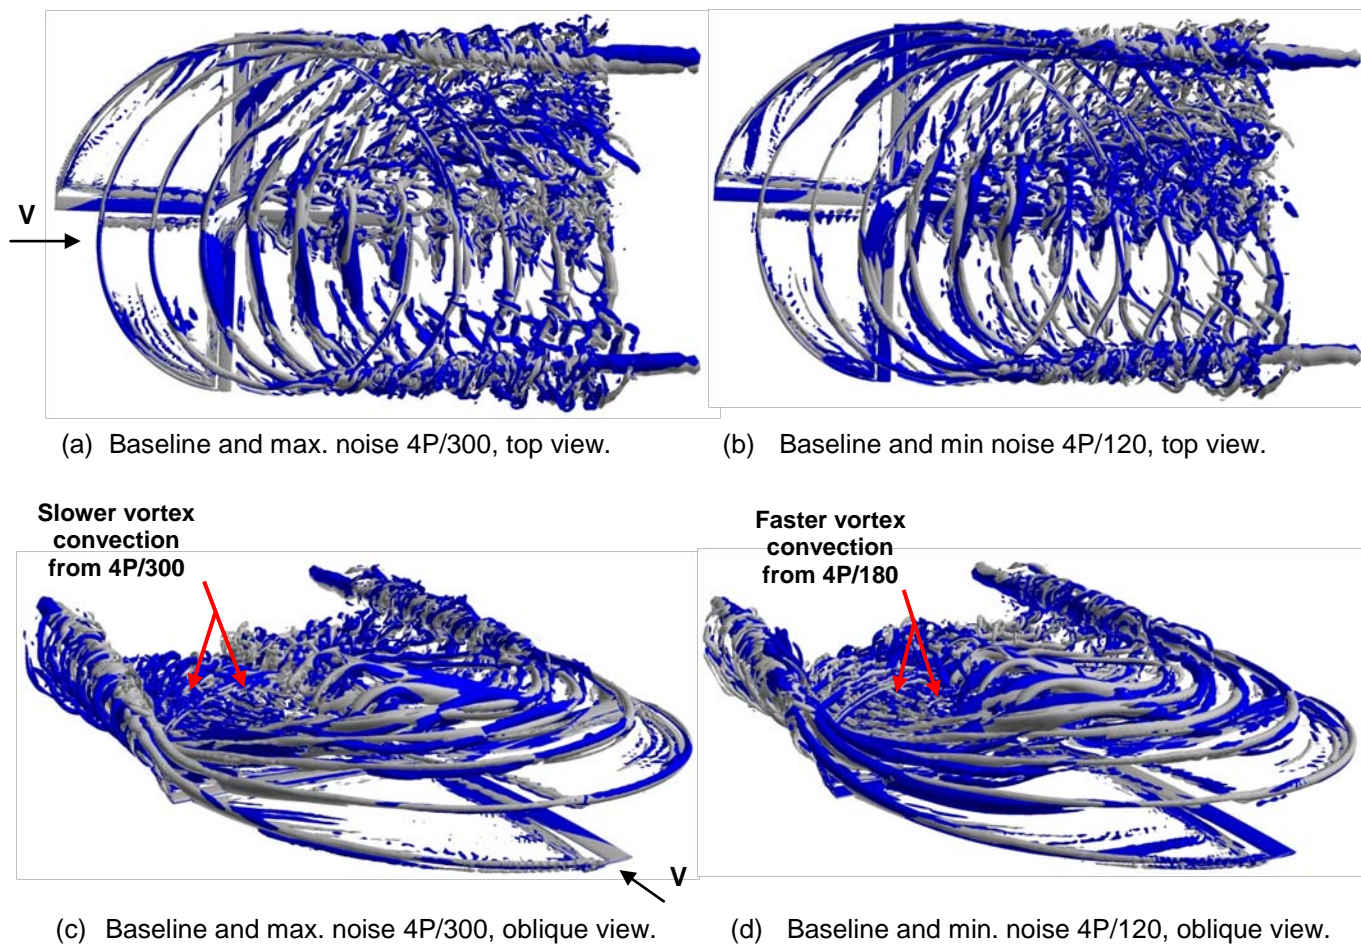 V
(a) Baseline and max. noise 4P/300, top view.
(b) Baseline and min noise 4P/120, top view.
Slower vortex
convection
from 4P/300
Faster vortex
convection
from 4P/180
V
(c) Baseline and max. noise 4P/300, oblique view.
(d) Baseline and min. noise 4P/120, oblique view.